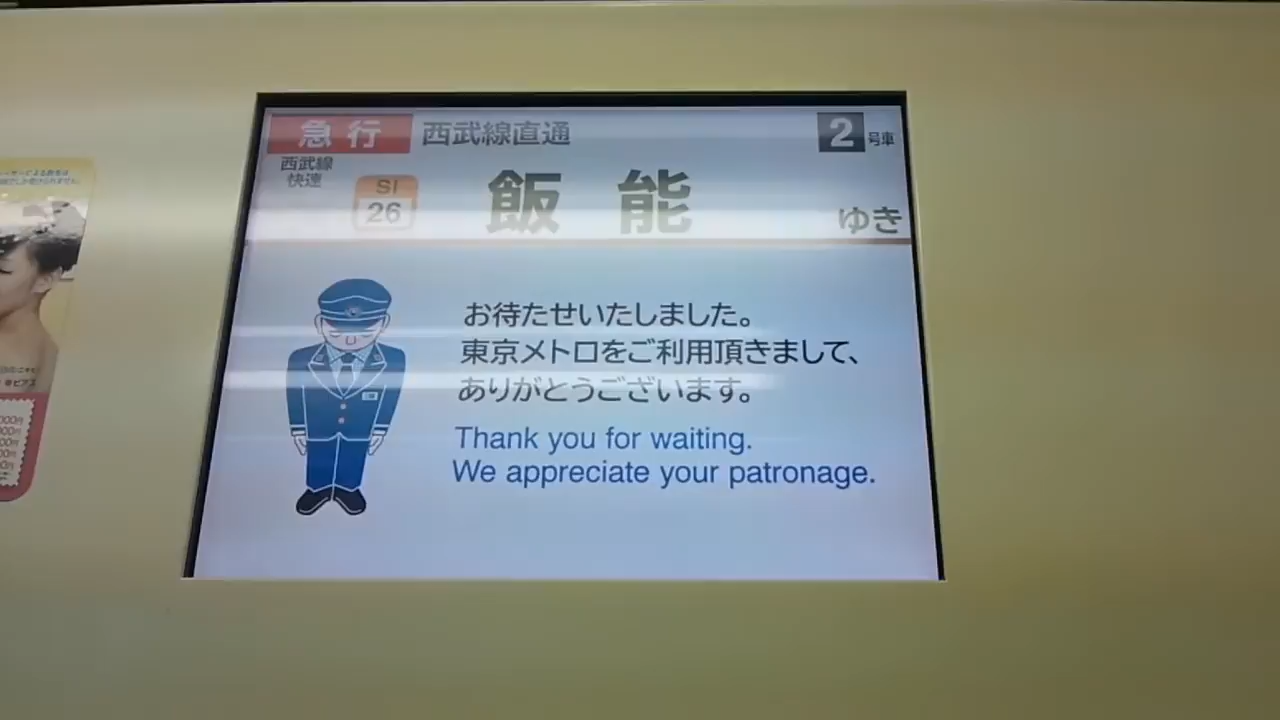 急行 西武線直通 2号車
西武線
快速
SI
26
飯能 ゆき
お待たせいたしました。
東京メトロをご利用頂きまして、
ありがとうございます。
Thank you for waiting.
We appreciate your patronage.